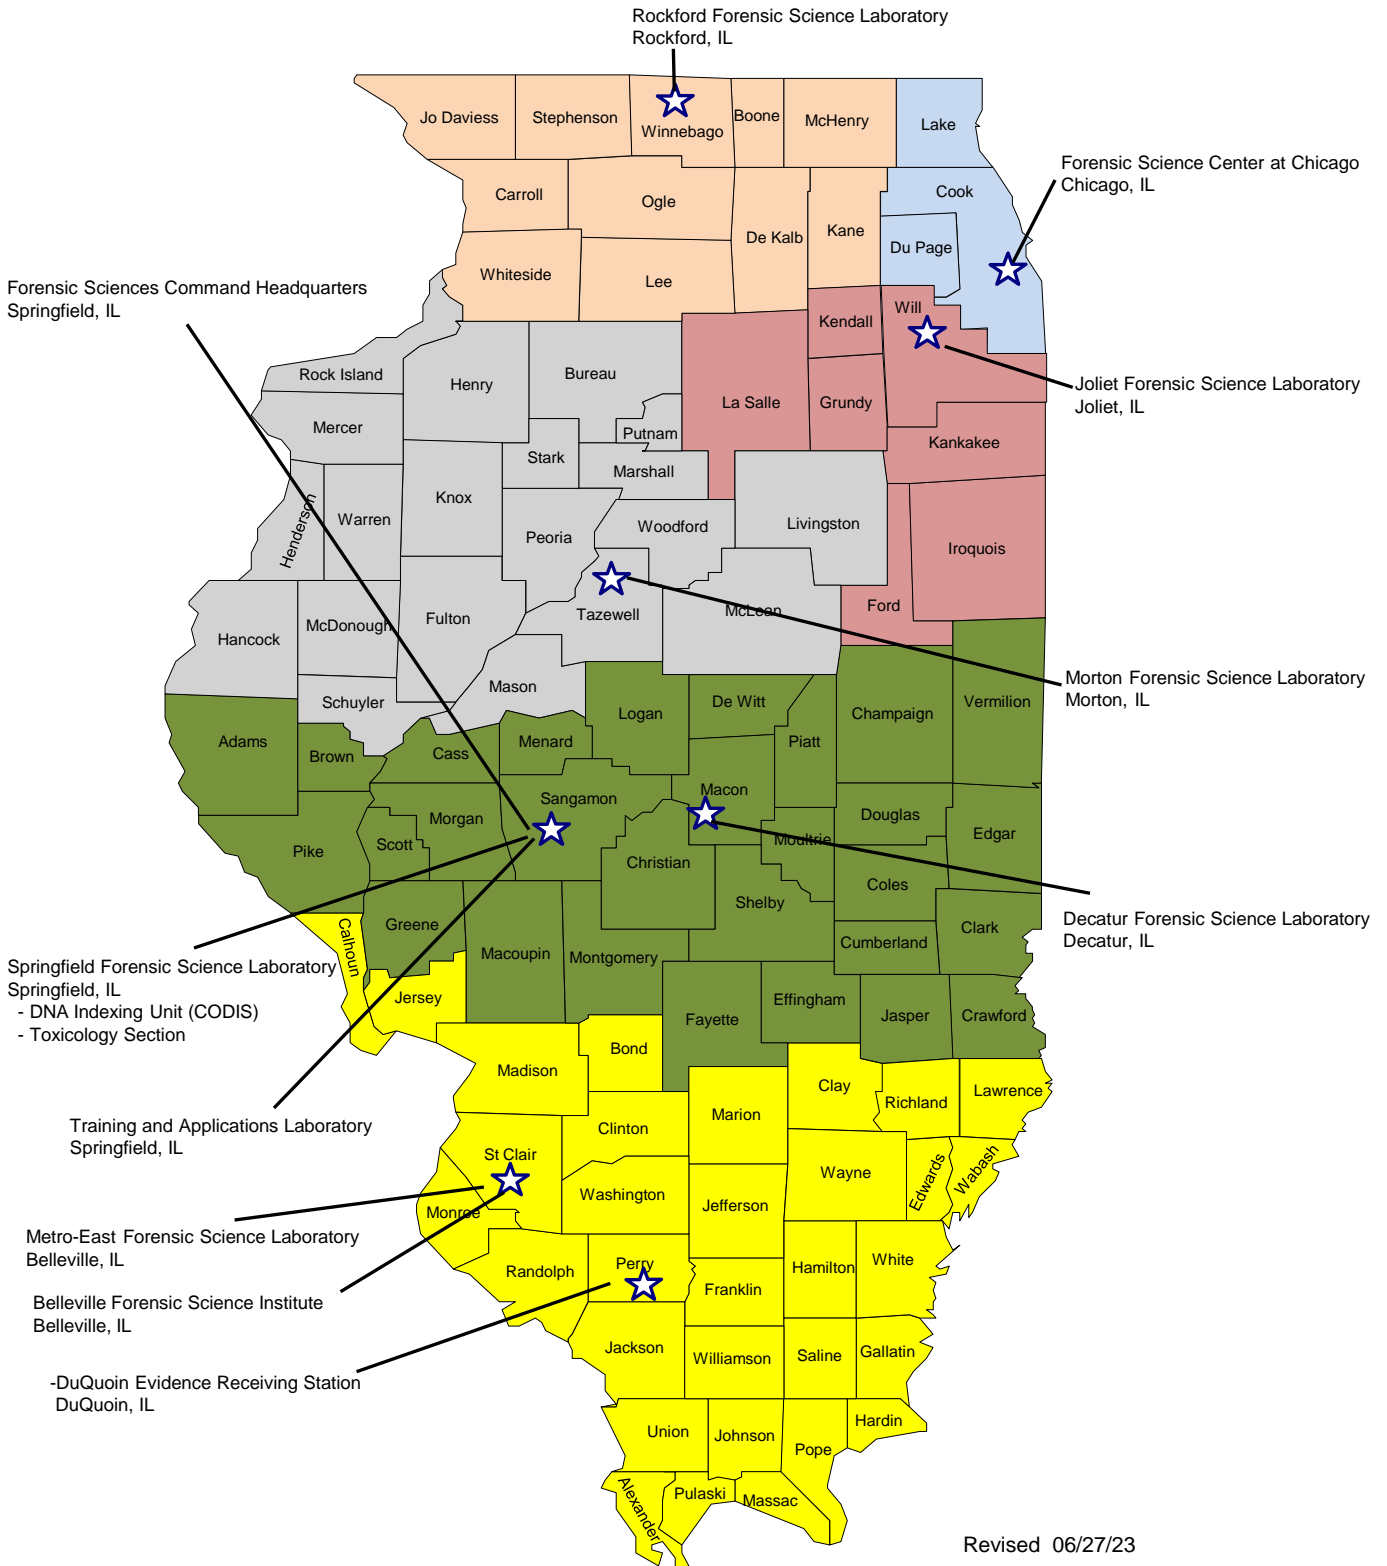 Rockford Forensic Science Laboratory
Rockford, IL
Jo Daviess
Stephenson
Winnebago
Boone
McHenry
Lake
Forensic Science Center at Chicago
Chicago, IL
Carroll
Ogle
De Kalb
Kane
Cook
Du Page
Whiteside
Lee
Forensic Sciences Command Headquarters
Springfield, IL
Kendall
Will
Rock Island
Henry
Bureau
La Salle
Grundy
Joliet Forensic Science Laboratory
Joliet, IL
Mercer
Putnam
Kankakee
Stark
Marshall
Henderson
Warren
Knox
Peoria
Woodford
Livingston
Iroquois
Hancock
McDonough
Fulton
Tazewell
McLean
Ford
Morton Forensic Science Laboratory
Morton, IL
Schuyler
Mason
Logan
De Witt
Champaign
Vermilion
Adams
Brown
Cass
Menard
Piatt
Sangamon
Macon
Morgan
Scott
Pike
Christian
Moultrie
Douglas
Edgar
Coles
Shelby
Decatur Forensic Science Laboratory
Decatur, IL
Calhoun
Greene
Macoupin
Montgomery
Cumberland
Clark
Springfield Forensic Science Laboratory
Springfield, IL
- DNA Indexing Unit (CODIS)
- Toxicology Section
Jersey
Fayette
Effingham
Jasper
Crawford
Madison
Bond
Clay
Richland
Lawrence
Training and Applications Laboratory
Springfield, IL
Marion
Clinton
St Clair
Wayne
Edwards
Wabash
Washington
Jefferson
Monroe
Metro-East Forensic Science Laboratory
Belleville, IL
Randolph
Perry
Hamilton
White
Franklin
Belleville Forensic Science Institute
Belleville, IL
Jackson
Williamson
Saline
Gallatin
-DuQuoin Evidence Receiving Station
DuQuoin, IL
Union
Johnson
Pope
Hardin
Alexander
Pulaski
Massac
Revised 06/27/23